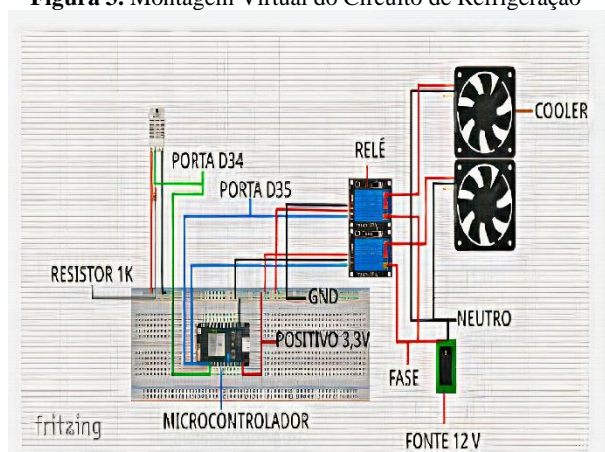 Figura 3. Montagem Virtual do Circuito de Refrigeração
COOLER
RELÉ
PORTA D34
PORTA D35
RESISTOR 1K
GND
NEUTRO
POSITIVO 3,3V
FASE
MICROCONTROLADOR
FONTE 12 V
fritzing